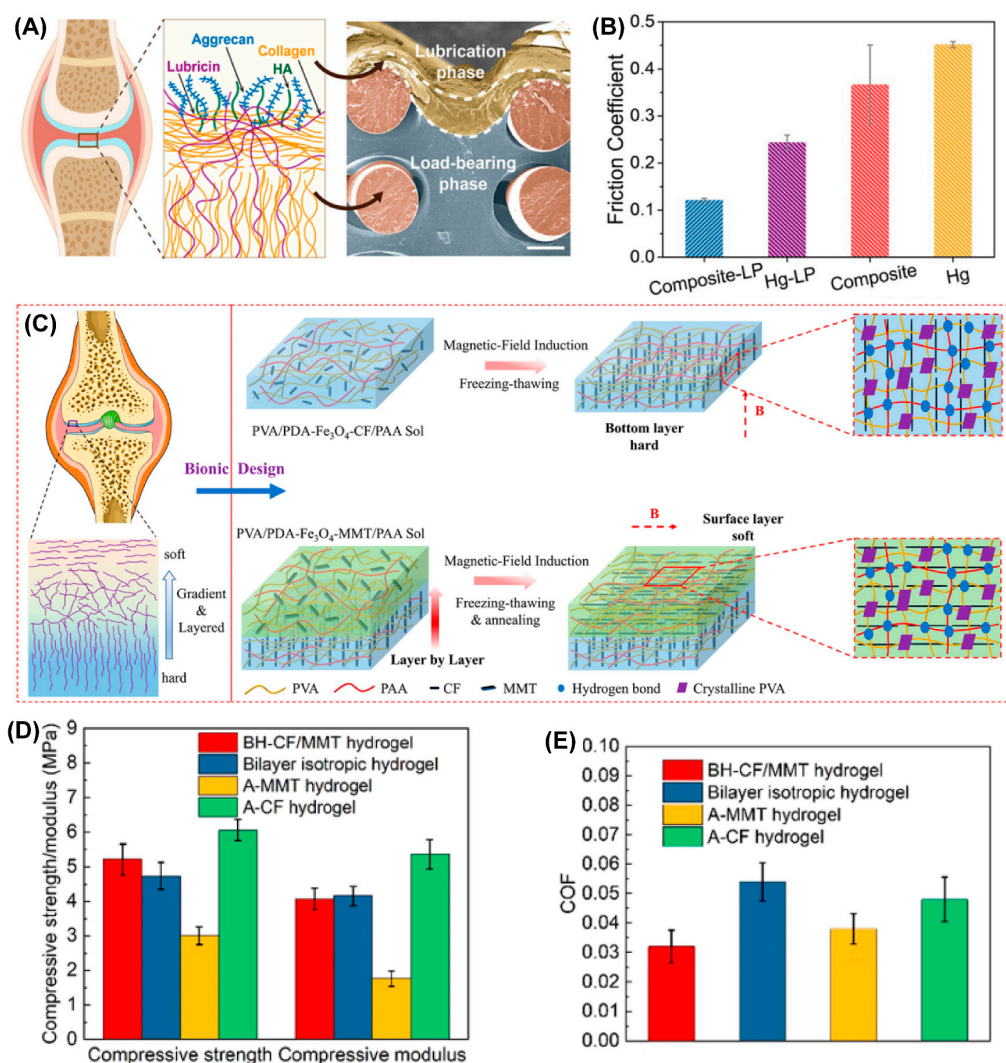 (A)
Aggrecan
Collagen
Lubricin
HA
Lubrication
phase
Load-bearing
phase
(B)
Friction Coefficient
0.5
0.4
0.3
0.2
0.1
0.0
Composite-LP
Hg-LP
Composite
Hg
(C)
PVA/PDA-Fe₃O₄-CF/PAA Sol
Magnetic-Field Induction
Freezing-thawing
Bottom layer
hard
B
Bionic Design
soft
Gradient
&
Layered
hard
PVA/PDA-Fe₃O₄-MMT/PAA Sol
Layer by Layer
Magnetic-Field Induction
Freezing-thawing
& annealing
B
Surface layer
soft
PVA PAA CF MMT Hydrogen bond Crystalline PVA
(D)
Compressive strength/modulus (MPa)
9
8
7
6
5
4
3
2
1
0
BH-CF/MMT hydrogel
Bilayer isotropic hydrogel
A-MMT hydrogel
A-CF hydrogel
Compressive strength Compressive modulus
(E)
COF
0.10
0.09
0.08
0.07
0.06
0.05
0.04
0.03
0.02
0.01
0.00
BH-CF/MMT hydrogel
Bilayer isotropic hydrogel
A-MMT hydrogel
A-CF hydrogel